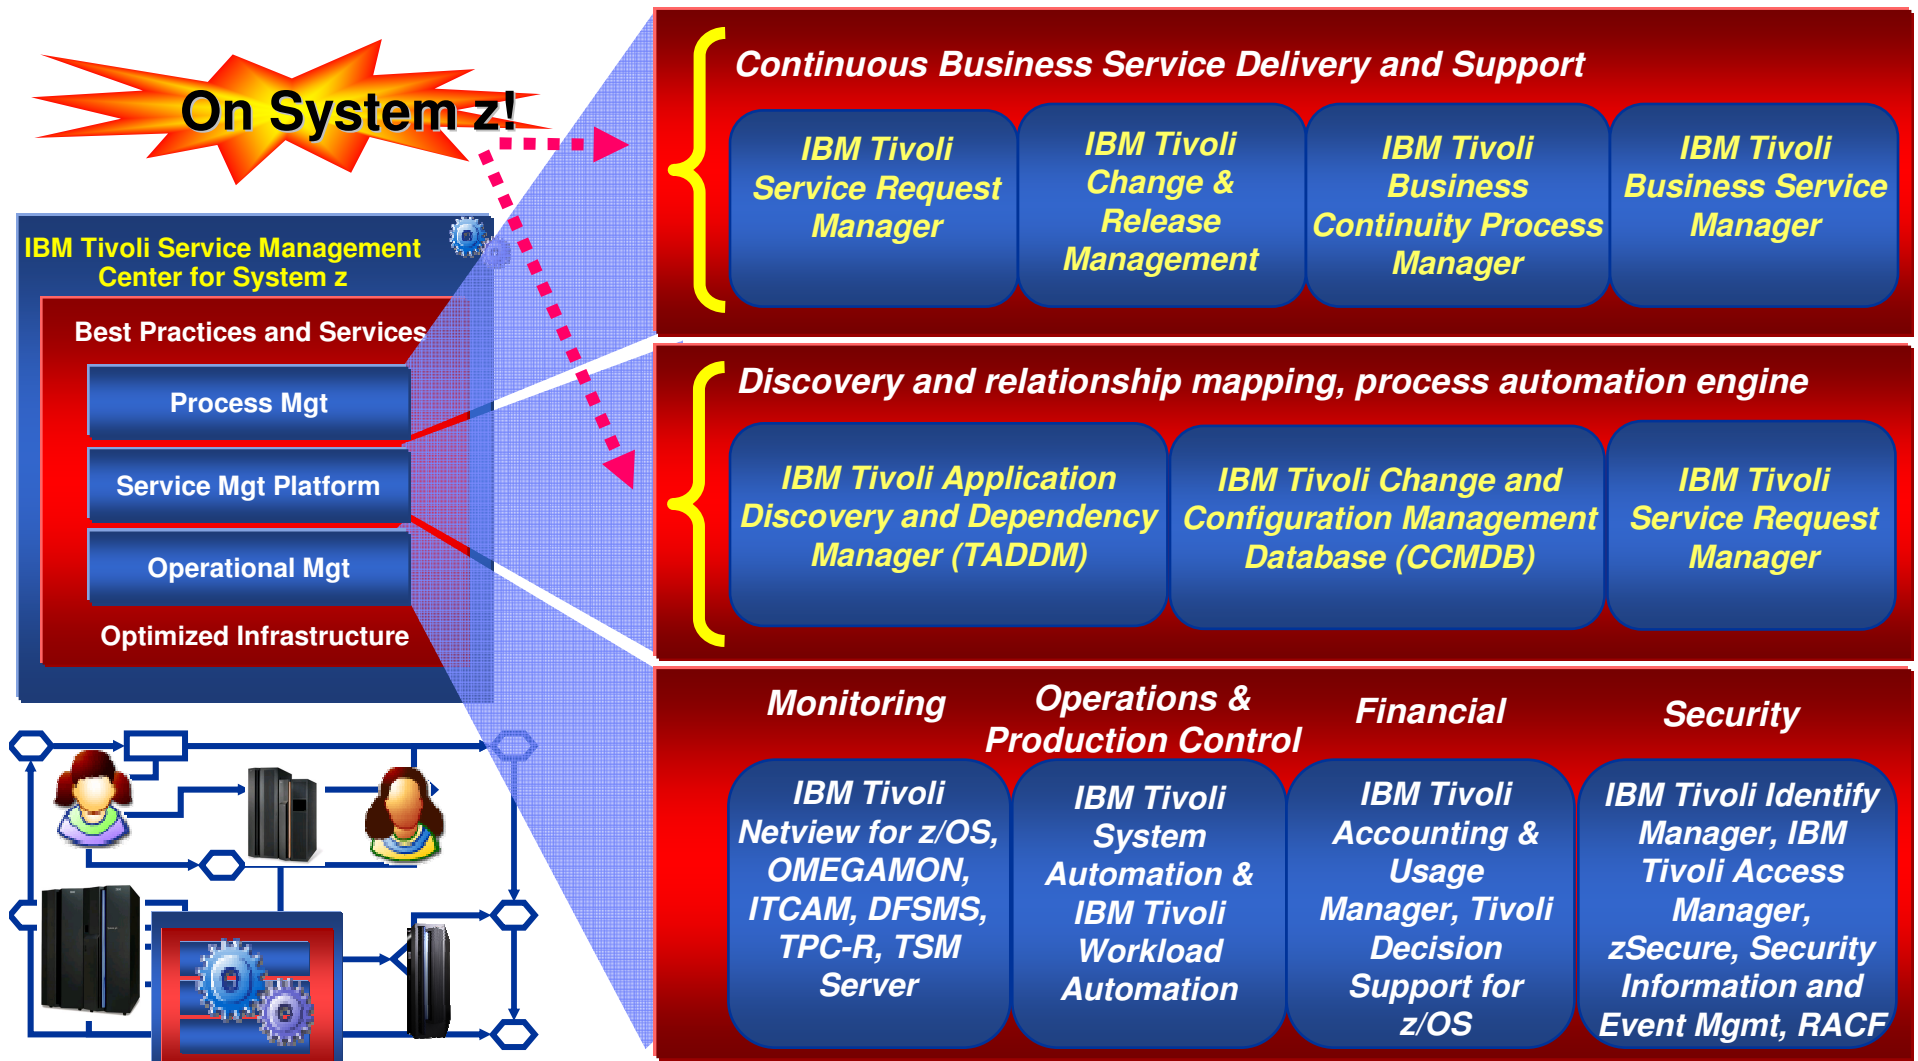 On System z!
IBM Tivoli Service Management
Center for System z
Best Practices and Services
Process Mgt
Service Mgt Platform
Operational Mgt
Optimized Infrastructure
Continuous Business Service Delivery and Support
IBM Tivoli
Service Request
Manager
IBM Tivoli
Change &
Release
Management
IBM Tivoli
Business
Continuity Process
Manager
IBM Tivoli
Business Service
Manager
Discovery and relationship mapping, process automation engine
IBM Tivoli Application
Discovery and Dependency
Manager (TADDM)
IBM Tivoli Change and
Configuration Management
Database (CCMDB)
IBM Tivoli
Service Request
Manager
Monitoring
IBM Tivoli
Netview for z/OS,
OMEGAMON,
ITCAM, DFSMS,
TPC-R, TSM
Server
Operations &
Production Control
IBM Tivoli
System
Automation &
IBM Tivoli
Workload
Automation
Financial
IBM Tivoli
Accounting &
Usage
Manager, Tivoli
Decision
Support for
z/OS
Security
IBM Tivoli Identify
Manager, IBM
Tivoli Access
Manager,
zSecure, Security
Information and
Event Mgmt, RACF